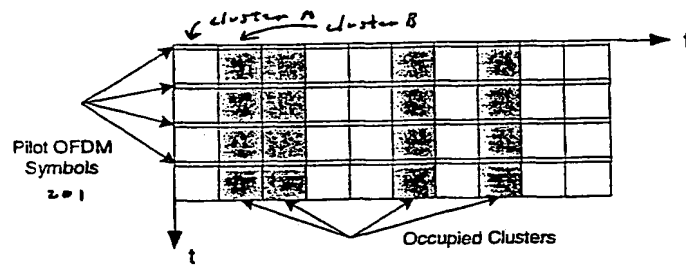 cluster A
cluster B
f
Pilot OFDM
Symbols
201
Occupied Clusters
t